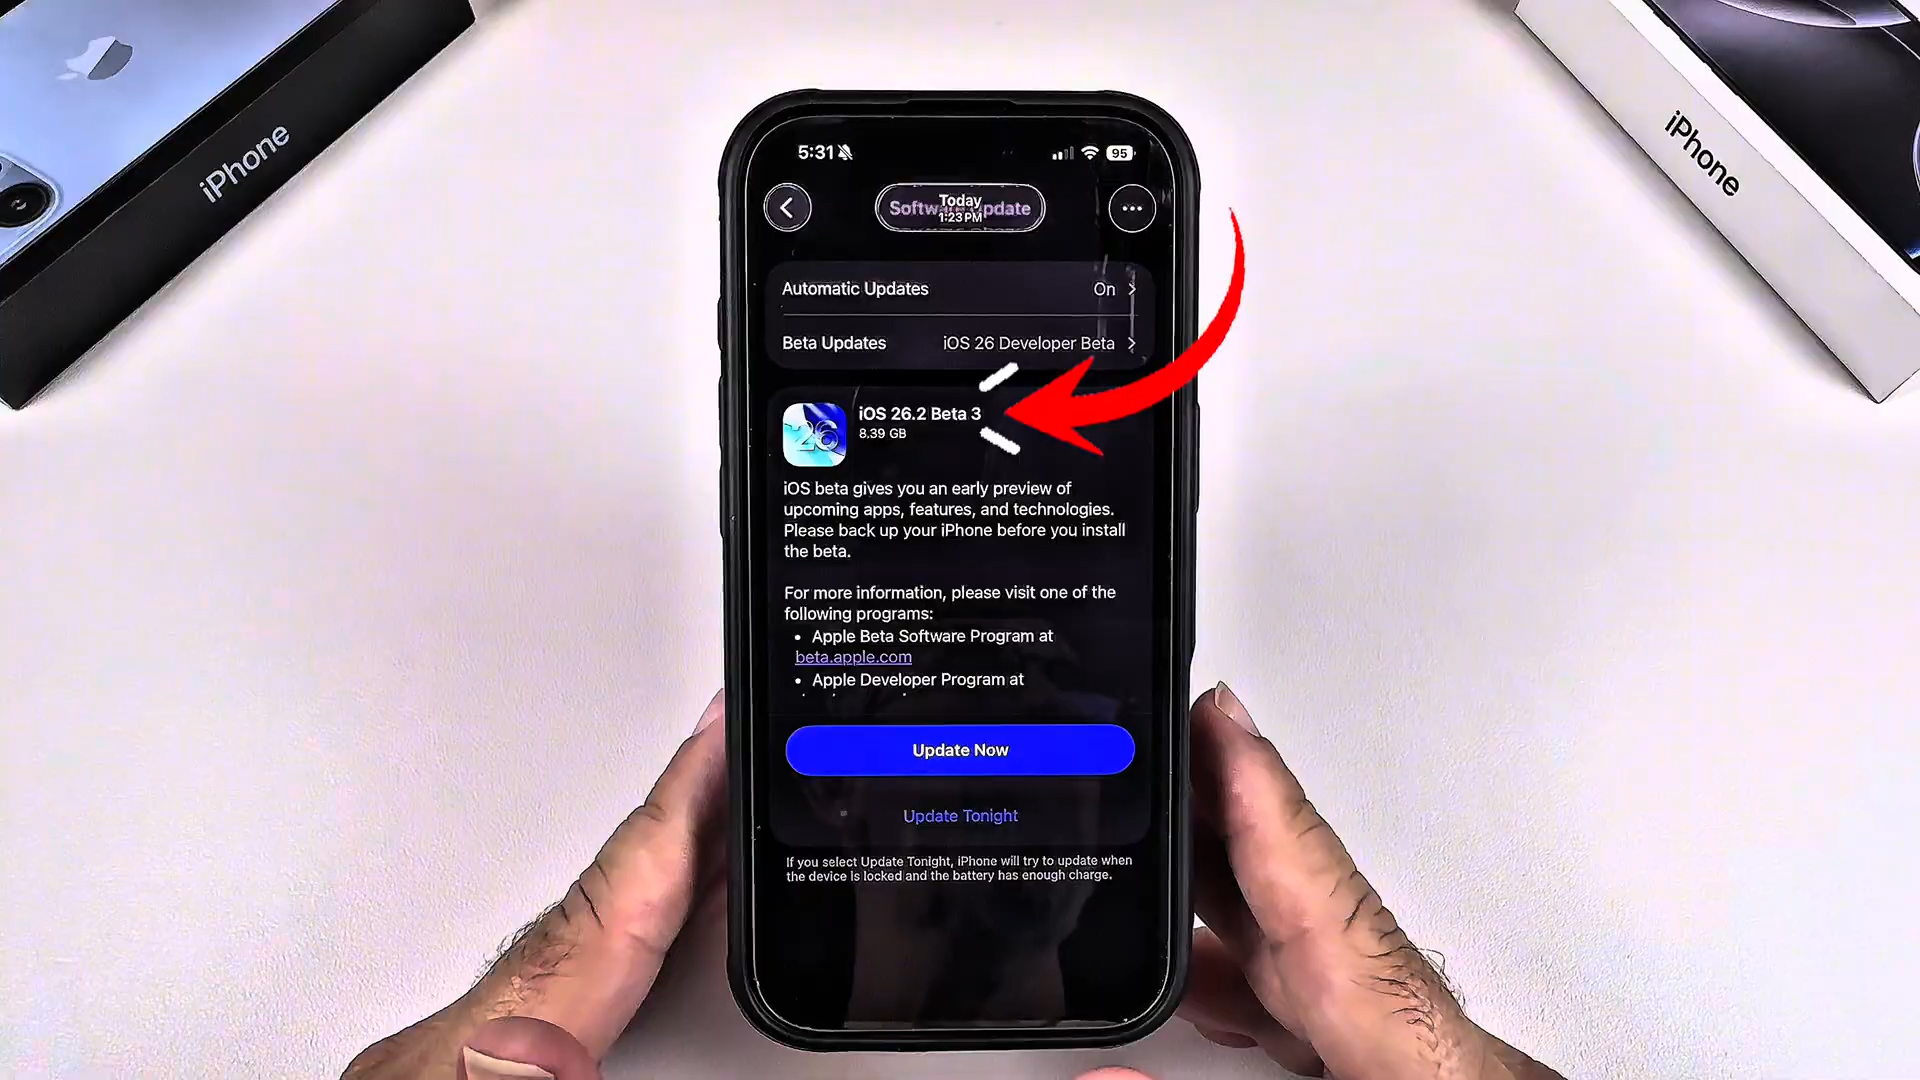 iPhone
iPhone
5:31
95
Software Update
Today
1:23 PM
Automatic Updates
On
Beta Updates
iOS 26 Developer Beta
26
iOS 26.2 Beta 3
8.39 GB
iOS beta gives you an early preview of
upcoming apps, features, and technologies.
Please back up your iPhone before you install
the beta.
For more information, please visit one of the
following programs:
• Apple Beta Software Program at
beta.apple.com
• Apple Developer Program at
Update Now
Update Tonight
If you select Update Tonight, iPhone will try to update when
the device is locked and the battery has enough charge.